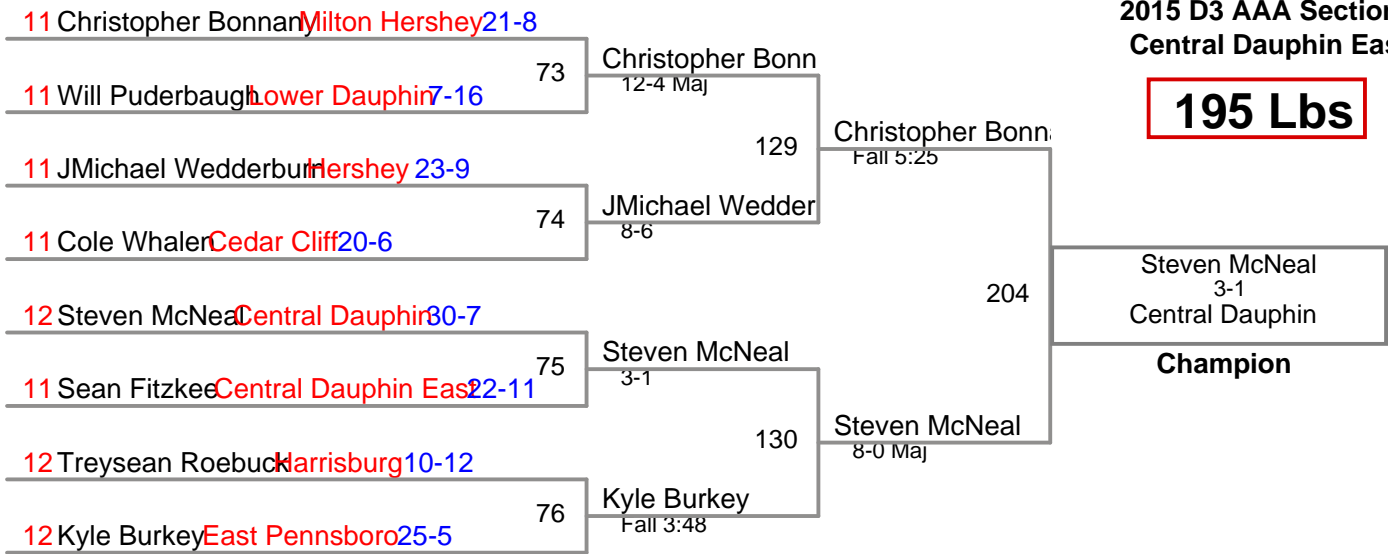 11 Christopher Bonnany Milton Hershey 21-8
2015 D3 AAA Section
Central Dauphin Eas
73 Christopher Bonn
12-4 Maj
11 Will Puderbaugh Lower Dauphin 7-16
195 Lbs
129 Christopher Bonna
Fall 5:25
11 JMichael Wedderburn Hershey 23-9
74 JMichael Wedder
8-6
11 Cole Whalen Cedar Cliff 20-6
204 Steven McNeal
3-1
Central Dauphin
Champion
12 Steven McNeal Central Dauphin 30-7
75 Steven McNeal
3-1
11 Sean Fitzkee Central Dauphin East 22-11
130 Steven McNeal
8-0 Maj
12 Treysean Roebuck Harrisburg 10-12
76 Kyle Burkey
Fall 3:48
12 Kyle Burkey East Pennsboro 25-5